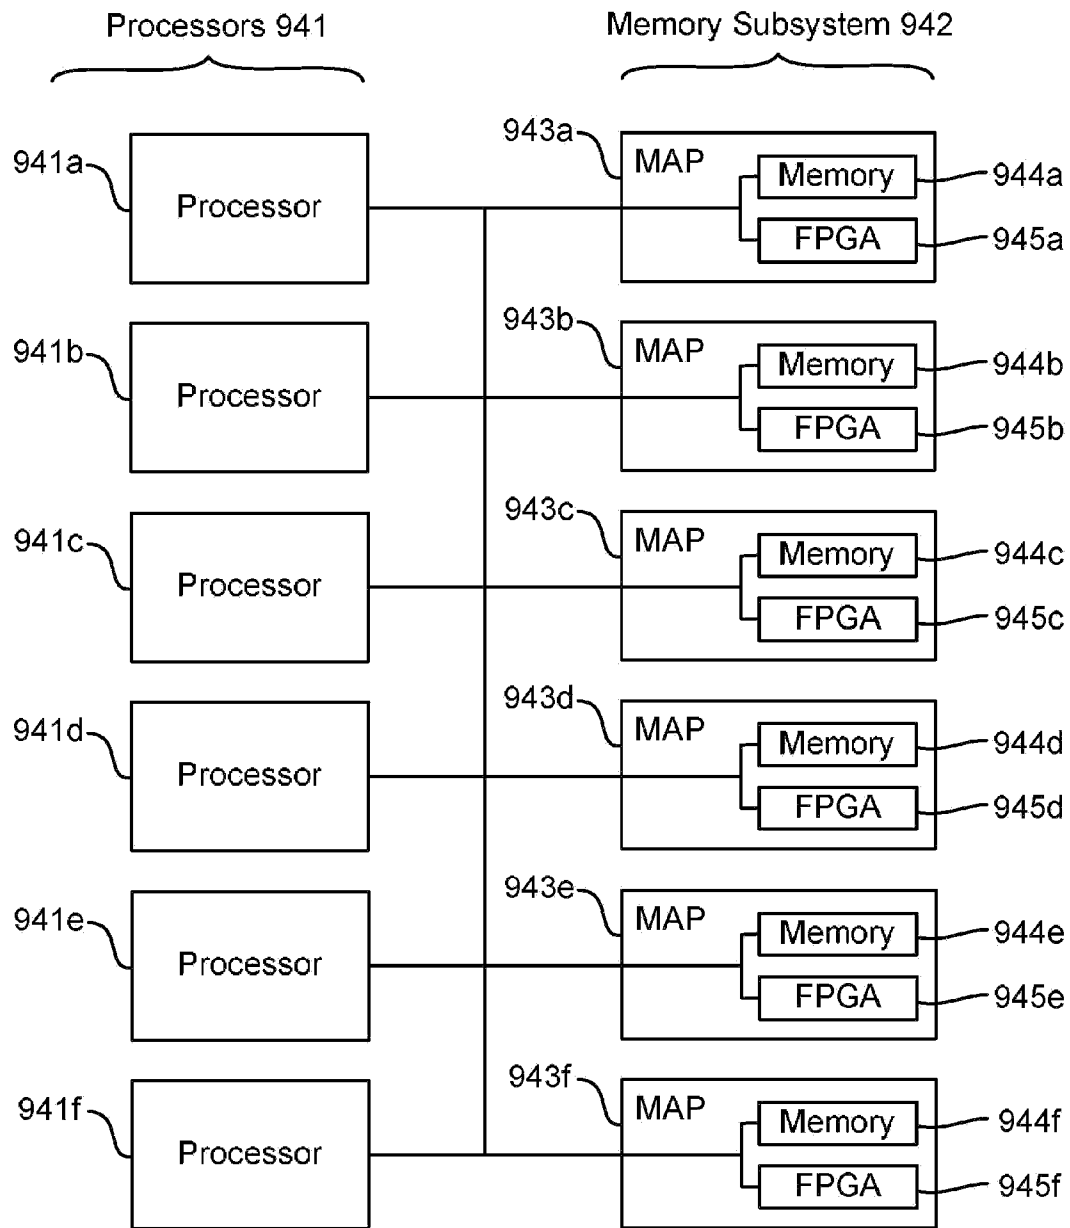 Processors 941
Memory Subsystem 942
941a
Processor
943a
MAP
Memory
944a
FPGA
945a
941b
Processor
943b
MAP
Memory
944b
FPGA
945b
941c
Processor
943c
MAP
Memory
944c
FPGA
945c
941d
Processor
943d
MAP
Memory
944d
FPGA
945d
941e
Processor
943e
MAP
Memory
944e
FPGA
945e
941f
Processor
943f
MAP
Memory
944f
FPGA
945f